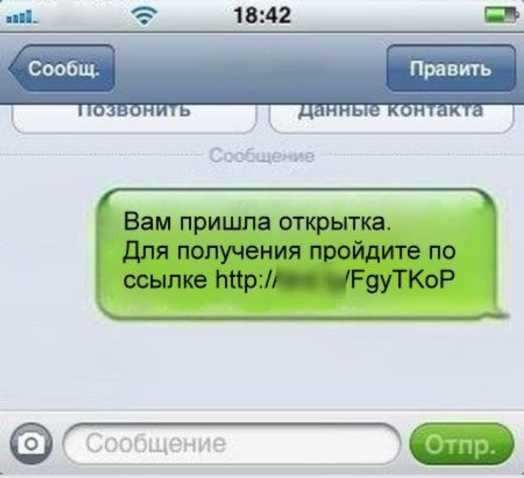 18:42
Сообщ.
Править
Позвонить
Данные контакта
Сообщение
Вам пришла открытка.
Для получения пройдите по
ссылке http:// /FgyTKoP
Сообщение
Отпр.